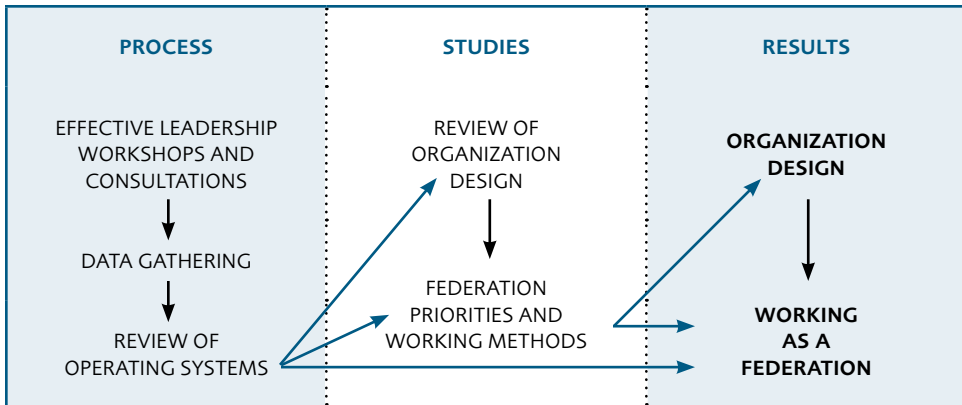 PROCESS
EFFECTIVE LEADERSHIP
WORKSHOPS AND
CONSULTATIONS
DATA GATHERING
REVIEW OF
OPERATING SYSTEMS
STUDIES
REVIEW OF
ORGANIZATION
DESIGN
FEDERATION
PRIORITIES AND
WORKING METHODS
RESULTS
ORGANIZATION
DESIGN
WORKING
AS A
FEDERATION